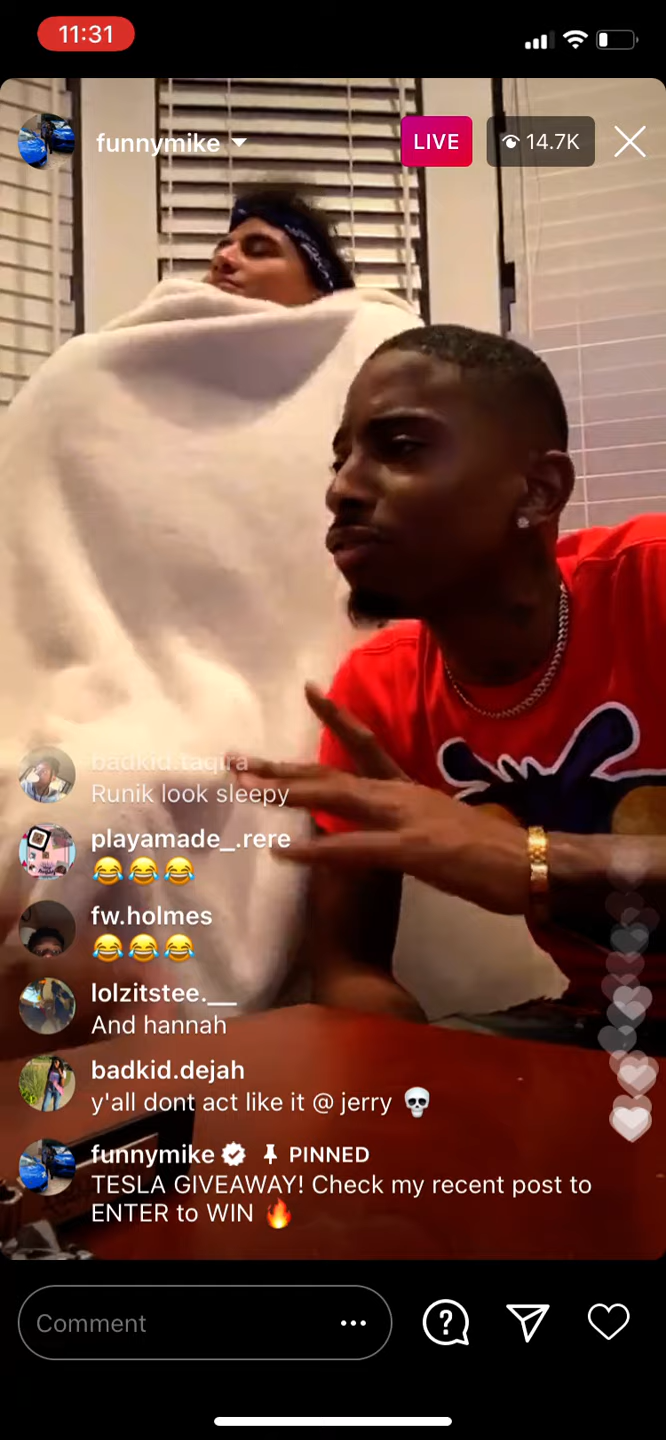 11:31
funnymike
LIVE
14.7K
badkid.taqira
Runik look sleepy
playamade_.rere
😂😂😂
fw.holmes
😂😂😂
lolzitstee.__
And hannah
badkid.dejah
y'all dont act like it @ jerry 💀
funnymike PINNED
TESLA GIVEAWAY! Check my recent post to
ENTER to WIN 🔥
Comment